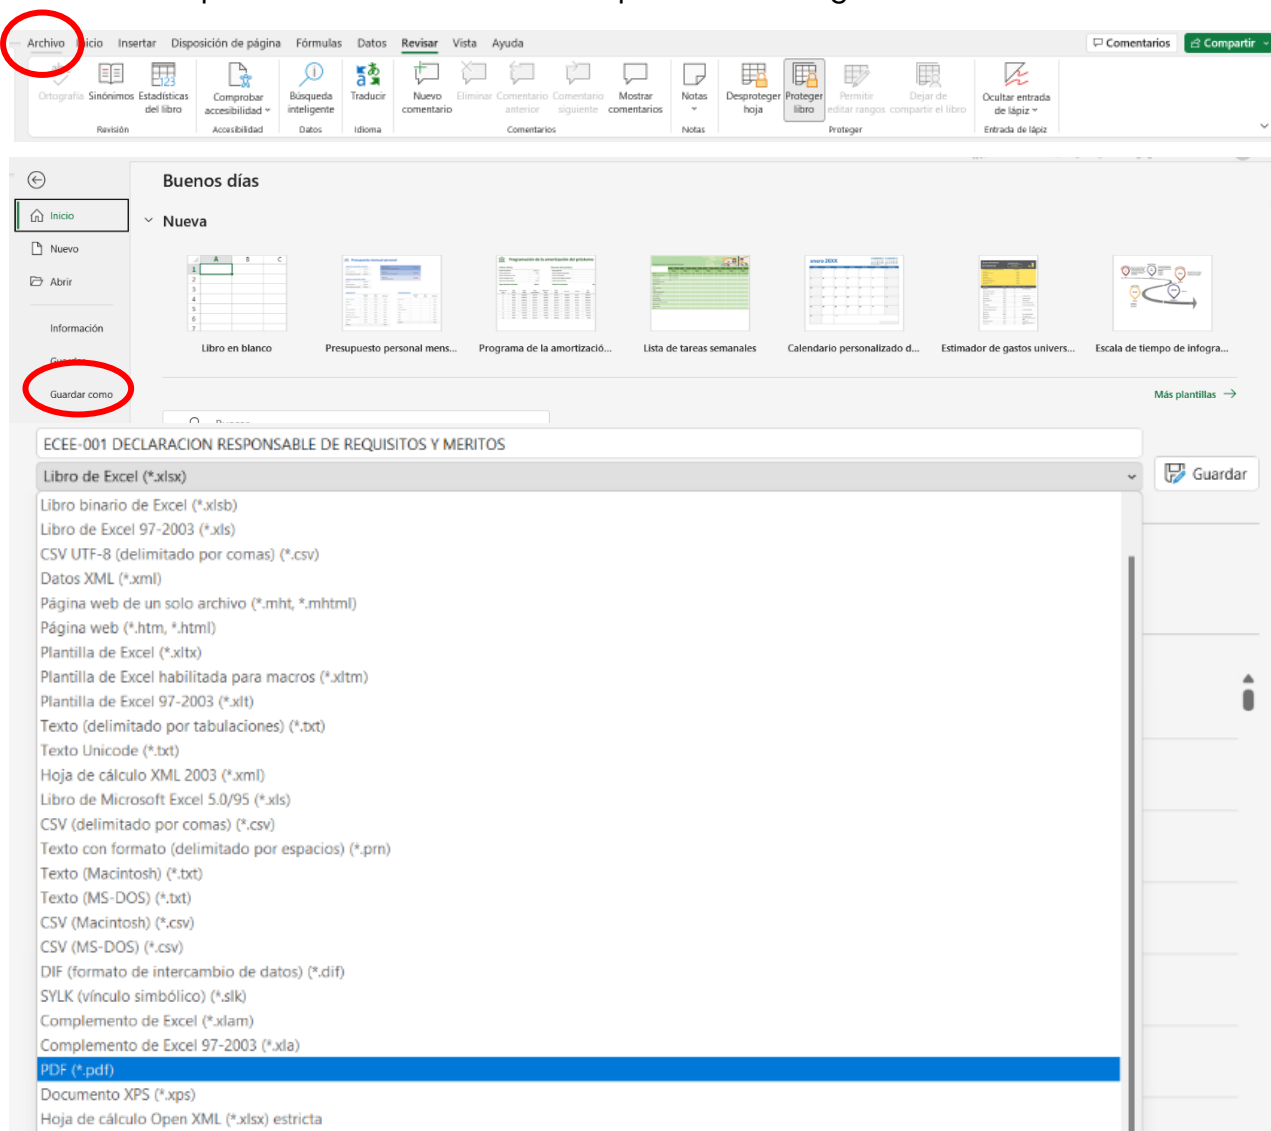 Archivo Inicio Insertar Disposición de página Fórmulas Datos Revisar Vista Ayuda Comentarios Compartir
Ortografía Sinónimos Estadísticas del libro Comprobar accesibilidad Búsqueda inteligente Traducir Nuevo comentario Eliminar Comentario anterior Comentario siguiente Mostrar comentarios Notas Desproteger hoja Proteger libro Permitir editar rangos Dejar de compartir el libro Ocultar entrada de lápiz
Revisión Accesibilidad Datos Idioma Comentarios Notas Proteger Entrada de lápiz
Buenos días
Inicio
Nueva
Nuevo
Abrir
Información
Libro en blanco Presupuesto personal mens... Programa de la amortizació... Lista de tareas semanales Calendario personalizado d... Estimador de gastos univers... Escala de tiempo de infogra...
Guardar
Guardar como
Más plantillas
ECEE-001 DECLARACION RESPONSABLE DE REQUISITOS Y MERITOS
Libro de Excel (*.xlsx)
Guardar
Libro binario de Excel (*.xlsb)
Libro de Excel 97-2003 (*.xls)
CSV UTF-8 (delimitado por comas) (*.csv)
Datos XML (*.xml)
Página web de un solo archivo (*.mht, *.mhtml)
Página web (*.htm, *.html)
Plantilla de Excel (*.xltx)
Plantilla de Excel habilitada para macros (*.xltm)
Plantilla de Excel 97-2003 (*.xlt)
Texto (delimitado por tabulaciones) (*.txt)
Texto Unicode (*.txt)
Hoja de cálculo XML 2003 (*.xml)
Libro de Microsoft Excel 5.0/95 (*.xls)
CSV (delimitado por comas) (*.csv)
Texto con formato (delimitado por espacios) (*.prn)
Texto (Macintosh) (*.txt)
Texto (MS-DOS) (*.txt)
CSV (Macintosh) (*.csv)
CSV (MS-DOS) (*.csv)
DIF (formato de intercambio de datos) (*.dif)
SYLK (vínculo simbólico) (*.slk)
Complemento de Excel (*.xlam)
Complemento de Excel 97-2003 (*.xla)
PDF (*.pdf)
Documento XPS (*.xps)
Hoja de cálculo Open XML (*.xlsx) estricta